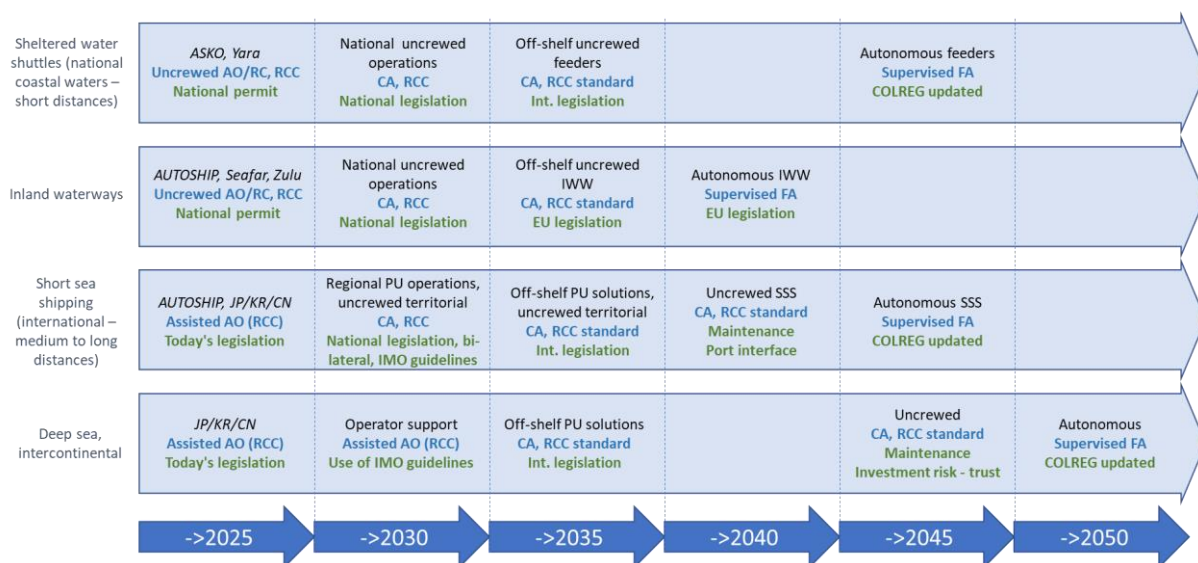 Sheltered water
shuttles (national
coastal waters –
short distances)
ASKO, Yara
Uncrewed AO/RC, RCC
National permit
National uncrewed
operations
CA, RCC
National legislation
Off-shelf uncrewed
feeders
CA, RCC standard
Int. legislation
Autonomous feeders
Supervised FA
COLREG updated
Inland waterways
AUTOSHIP, Seafar, Zulu
Uncrewed AO/RC, RCC
National permit
National uncrewed
operations
CA, RCC
National legislation
Off-shelf uncrewed
IWW
CA, RCC standard
EU legislation
Autonomous IWW
Supervised FA
EU legislation
Short sea
shipping
(international –
medium to long
distances)
AUTOSHIP, JP/KR/CN
Assisted AO (RCC)
Today's legislation
Regional PU operations,
uncrewed territorial
CA, RCC
National legislation, bi-
lateral, IMO guidelines
Off-shelf PU solutions,
uncrewed territorial
CA, RCC standard
Int. legislation
Uncrewed SSS
CA, RCC standard
Maintenance
Port interface
Autonomous SSS
Supervised FA
COLREG updated
Deep sea,
intercontinental
JP/KR/CN
Assisted AO (RCC)
Today's legislation
Operator support
Assisted AO (RCC)
Use of IMO guidelines
Off-shelf PU solutions
CA, RCC standard
Int. legislation
Uncrewed
CA, RCC standard
Maintenance
Investment risk - trust
Autonomous
Supervised FA
COLREG updated
->2025
->2030
->2035
->2040
->2045
->2050